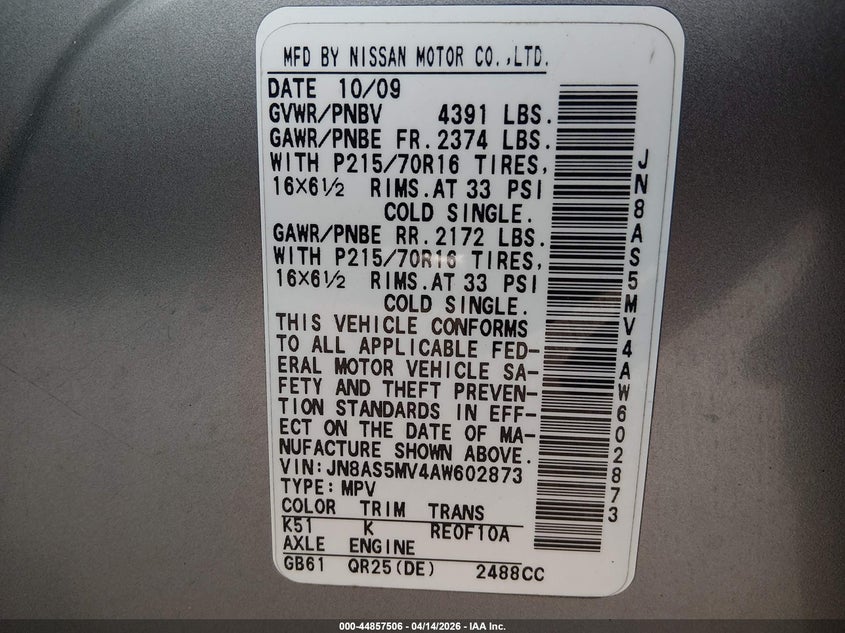 MFD BY NISSAN MOTOR CO.,LTD.
DATE 10/09
GVWR/PNBV 4391 LBS.
GAWR/PNBE FR.2374 LBS.
WITH P215/70R16 TIRES,
16×6½ RIMS.AT 33 PSI
COLD SINGLE.
GAWR/PNBE RR.2172 LBS.
WITH P215/70R16 TIRES,
16×6½ RIMS.AT 33 PSI
COLD SINGLE.
THIS VEHICLE CONFORMS
TO ALL APPLICABLE FED-
ERAL MOTOR VEHICLE SA-
FETY AND THEFT PREVEN-
TION STANDARDS IN EFF-
ECT ON THE DATE OF MA-
NUFACTURE SHOWN ABOVE.
VIN:JN8AS5MV4AW602873
TYPE:MPV
COLOR TRIM TRANS
K51 K RE0F10A
AXLE ENGINE
GB61 QR25(DE) 2488CC
JN8AS5MV4AW602873
000-44857506 | 04/14/2026 | IAA Inc.